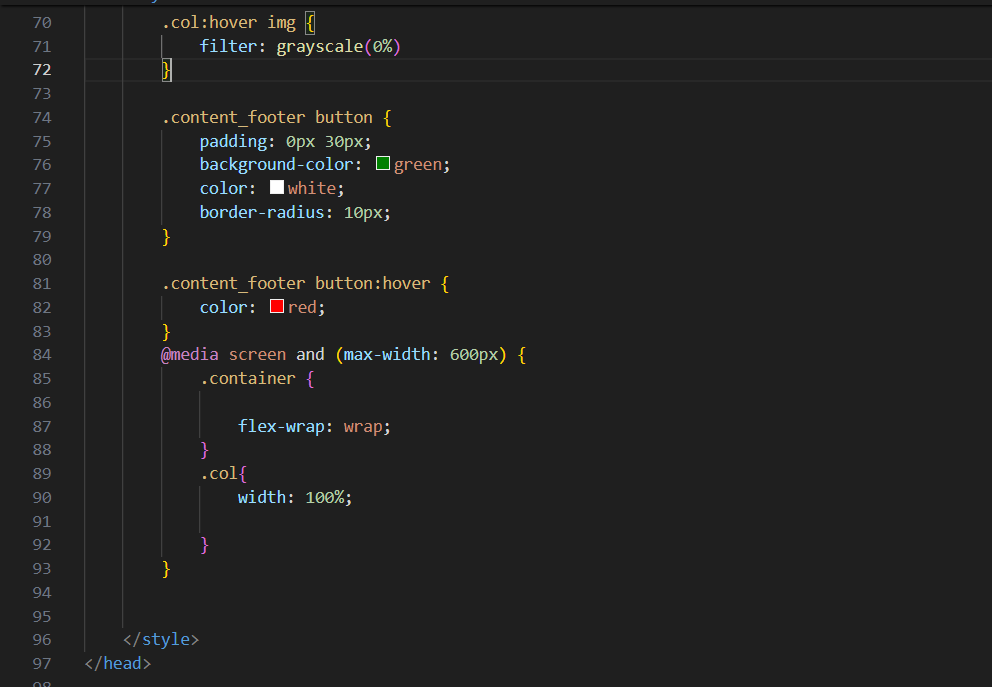 70 .col:hover img {
71 filter: grayscale(0%)
72 }
73
74 .content_footer button {
75 padding: 0px 30px;
76 background-color: green;
77 color: white;
78 border-radius: 10px;
79 }
80
81 .content_footer button:hover {
82 color: red;
83 }
84 @media screen and (max-width: 600px) {
85 .container {
86
87 flex-wrap: wrap;
88 }
89 .col{
90 width: 100%;
91
92 }
93 }
94
95
96 </style>
97 </head>
98